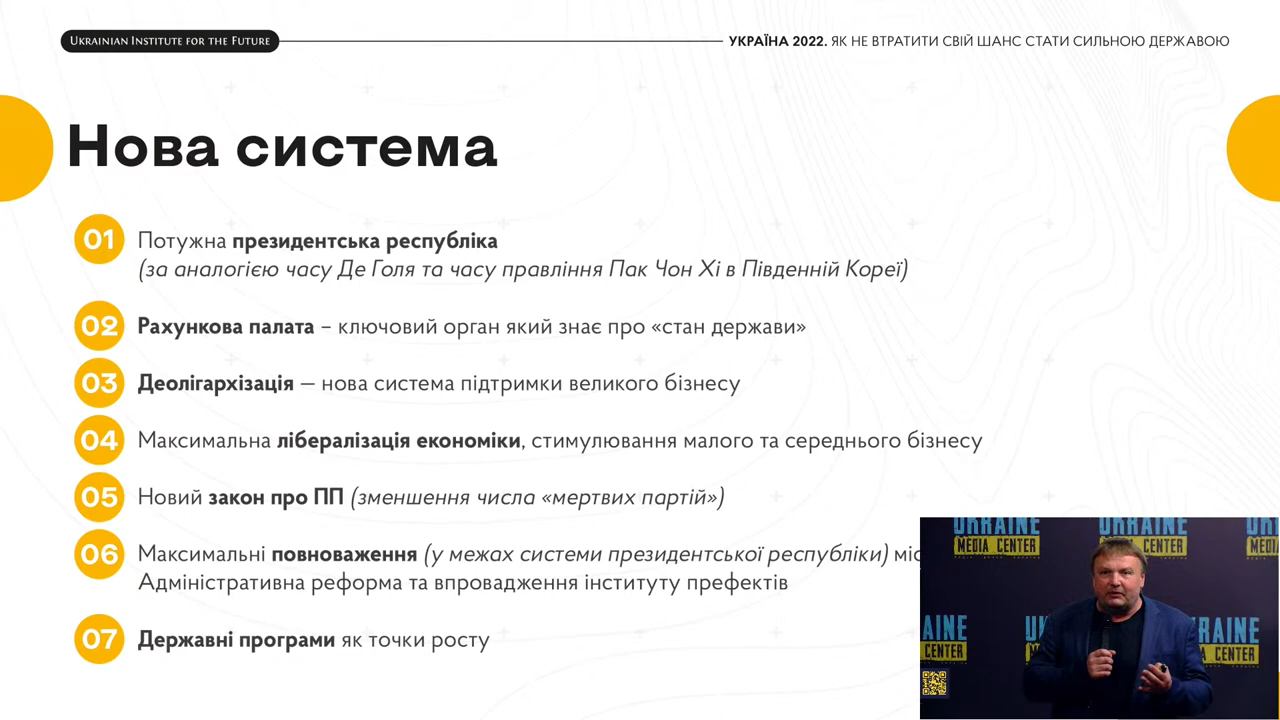 Ukrainian Institute for the Future
УКРАЇНА 2022. ЯК НЕ ВТРАТИТИ СВІЙ ШАНС СТАТИ СИЛЬНОЮ ДЕРЖАВОЮ
Нова система
01 Потужна президентська республіка
(за аналогією часу Де Голя та часу правління Пак Чон Хі в Південній Кореї)
02 Рахункова палата – ключовий орган який знає про «стан держави»
03 Деолігархізація — нова система підтримки великого бізнесу
04 Максимальна лібералізація економіки, стимулювання малого та середнього бізнесу
05 Новий закон про ПП (зменшення числа «мертвих партій»)
06 Максимальні повноваження (у межах системи президентської республіки)
Адміністративна реформа та впровадження інституту префектів
07 Державні програми як точки росту
UKRAINE
MEDIA CENTER
UKRAINE
MEDIA CENTER